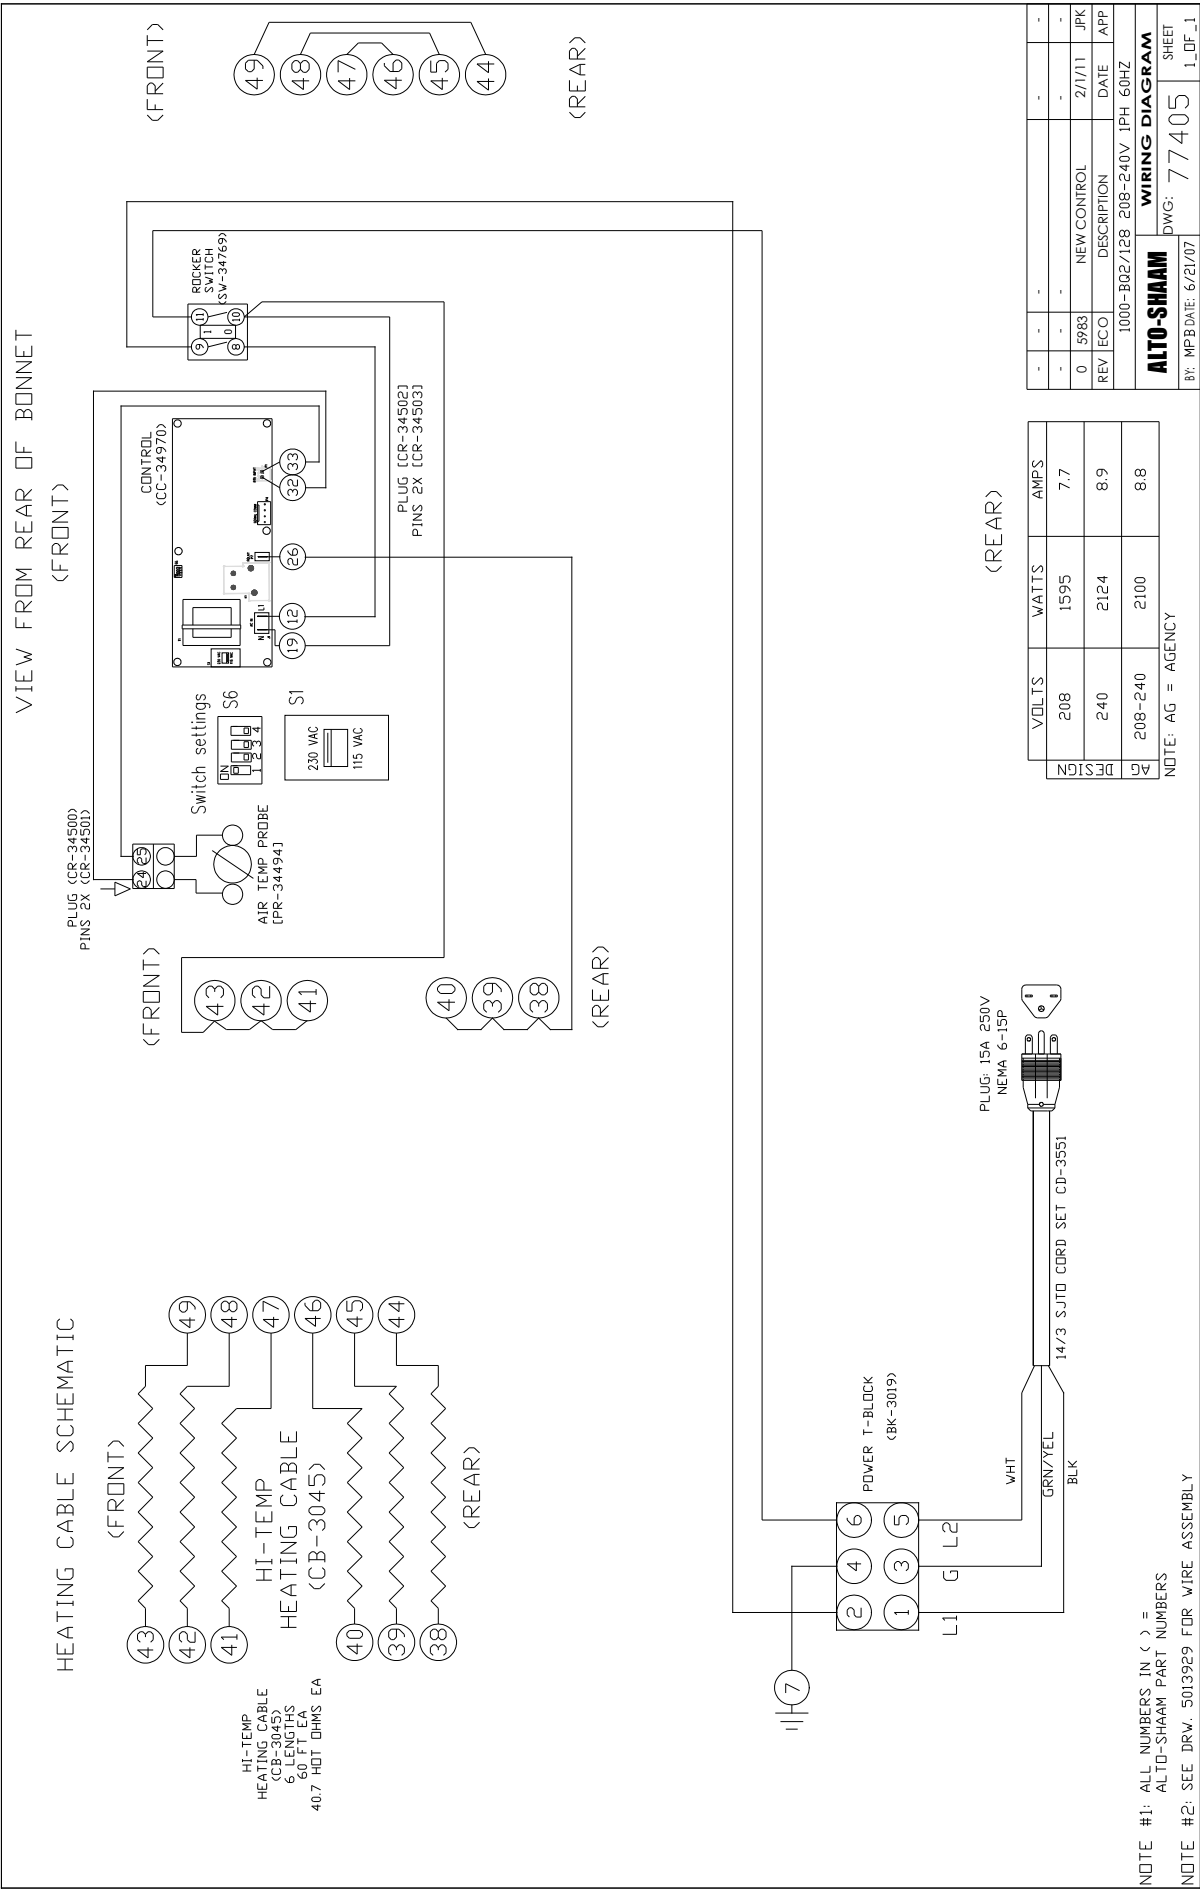 HEATING CABLE SCHEMATIC
(FRONT)
43
42
41
40
39
38
49
48
47
46
45
44
HI-TEMP
HEATING CABLE
(CB-3045)
(REAR)
HI-TEMP
HEATING CABLE
(CB-3045)
6 LENGTHS
60 FT EA
40.7 HOT OHMS EA
VIEW FROM REAR OF BONNET
(FRONT)
PLUG (CR-34500)
PINS 2X (CR-34501)
24
25
AIR TEMP PROBE
[PR-34494]
Switch settings
S6
ON
1 2 3 4
S1
230 VAC
115 VAC
CONTROL
(CC-34970)
N
L1
19
12
26
32
33
PLUG [CR-34502]
PINS 2X [CR-34503]
ROCKER
SWITCH
(SW-34769)
9
11
1
0
8
10
(FRONT)
43
42
41
40
39
38
(REAR)
(FRONT)
49
48
47
46
45
44
(REAR)
(REAR)
7
2
4
6
1
3
5
L1
G
L2
POWER T-BLOCK
(BK-3019)
WHT
GRN/YEL
BLK
14/3 SJTO CORD SET CD-3551
PLUG: 15A 250V
NEMA 6-15P
VOLTS WATTS AMPS
DESIGN
208 1595 7.7
240 2124 8.9
AG
208-240 2100 8.8
NOTE: AG = AGENCY
NOTE #1: ALL NUMBERS IN ( ) =
ALTO-SHAAM PART NUMBERS
NOTE #2: SEE DRW. 5013929 FOR WIRE ASSEMBLY
- - - - -
- - - - -
0 5983 NEW CONTROL 2/1/11 JPK
REV ECO DESCRIPTION DATE APP
1000-BQ2/128 208-240V 1PH 60HZ
ALTO-SHAAM
WIRING DIAGRAM
BY: MPB DATE: 6/21/07
DWG: 77405
SHEET
1_OF_1